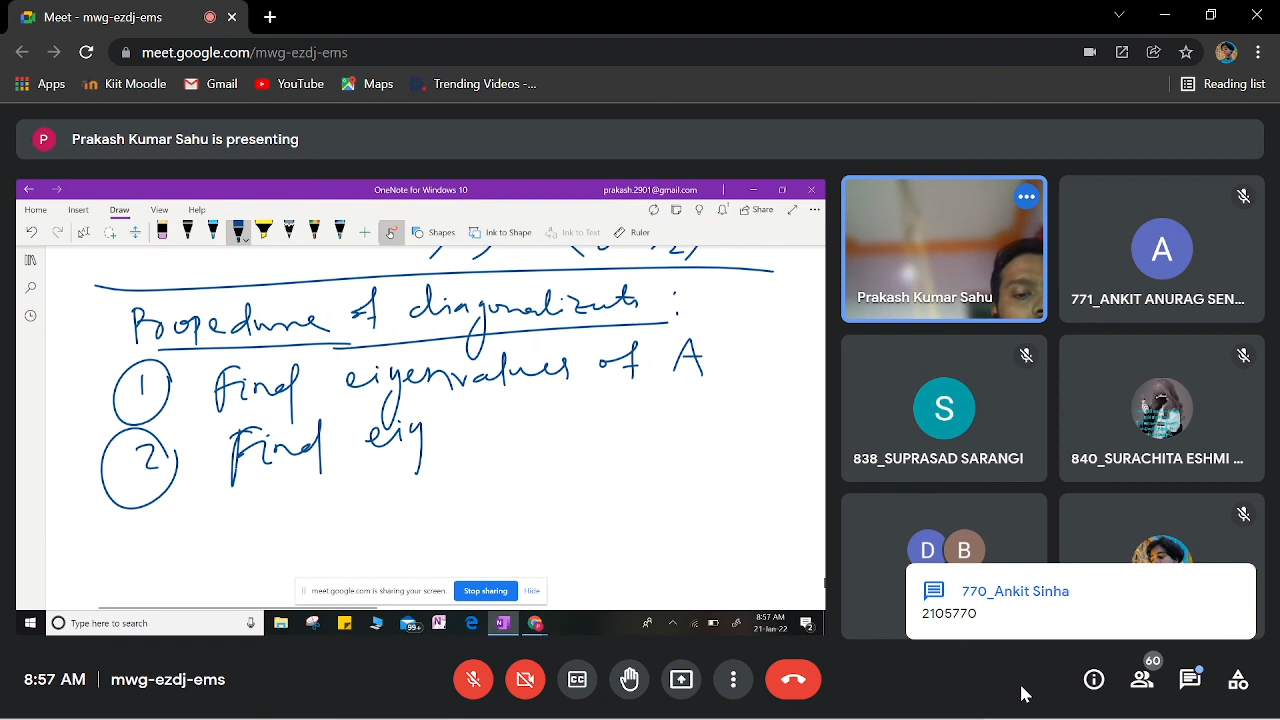 Meet - mwg-ezdj-ems
meet.google.com/mwg-ezdj-ems
Apps Kiit Moodle Gmail YouTube Maps Trending Videos -... Reading list
P Prakash Kumar Sahu is presenting
OneNote for Windows 10 prakash.2901@gmail.com
Home Insert Draw View Help Share
Shapes Ink to Shape Ink to Text Ruler
of diagonalizats :
1 Find eigenvalues of A
2 Find eig
meet.google.com is sharing your screen. Stop sharing Hide
Type here to search 99+ 8:57 AM
21-Jan-22 2
Prakash Kumar Sahu
A
771_ANKIT ANURAG SEN...
S
838_SUPRASAD SARANGI
840_SURACHITA ESHMI ...
D B
770_Ankit Sinha
2105770
8:57 AM mwg-ezdj-ems 60